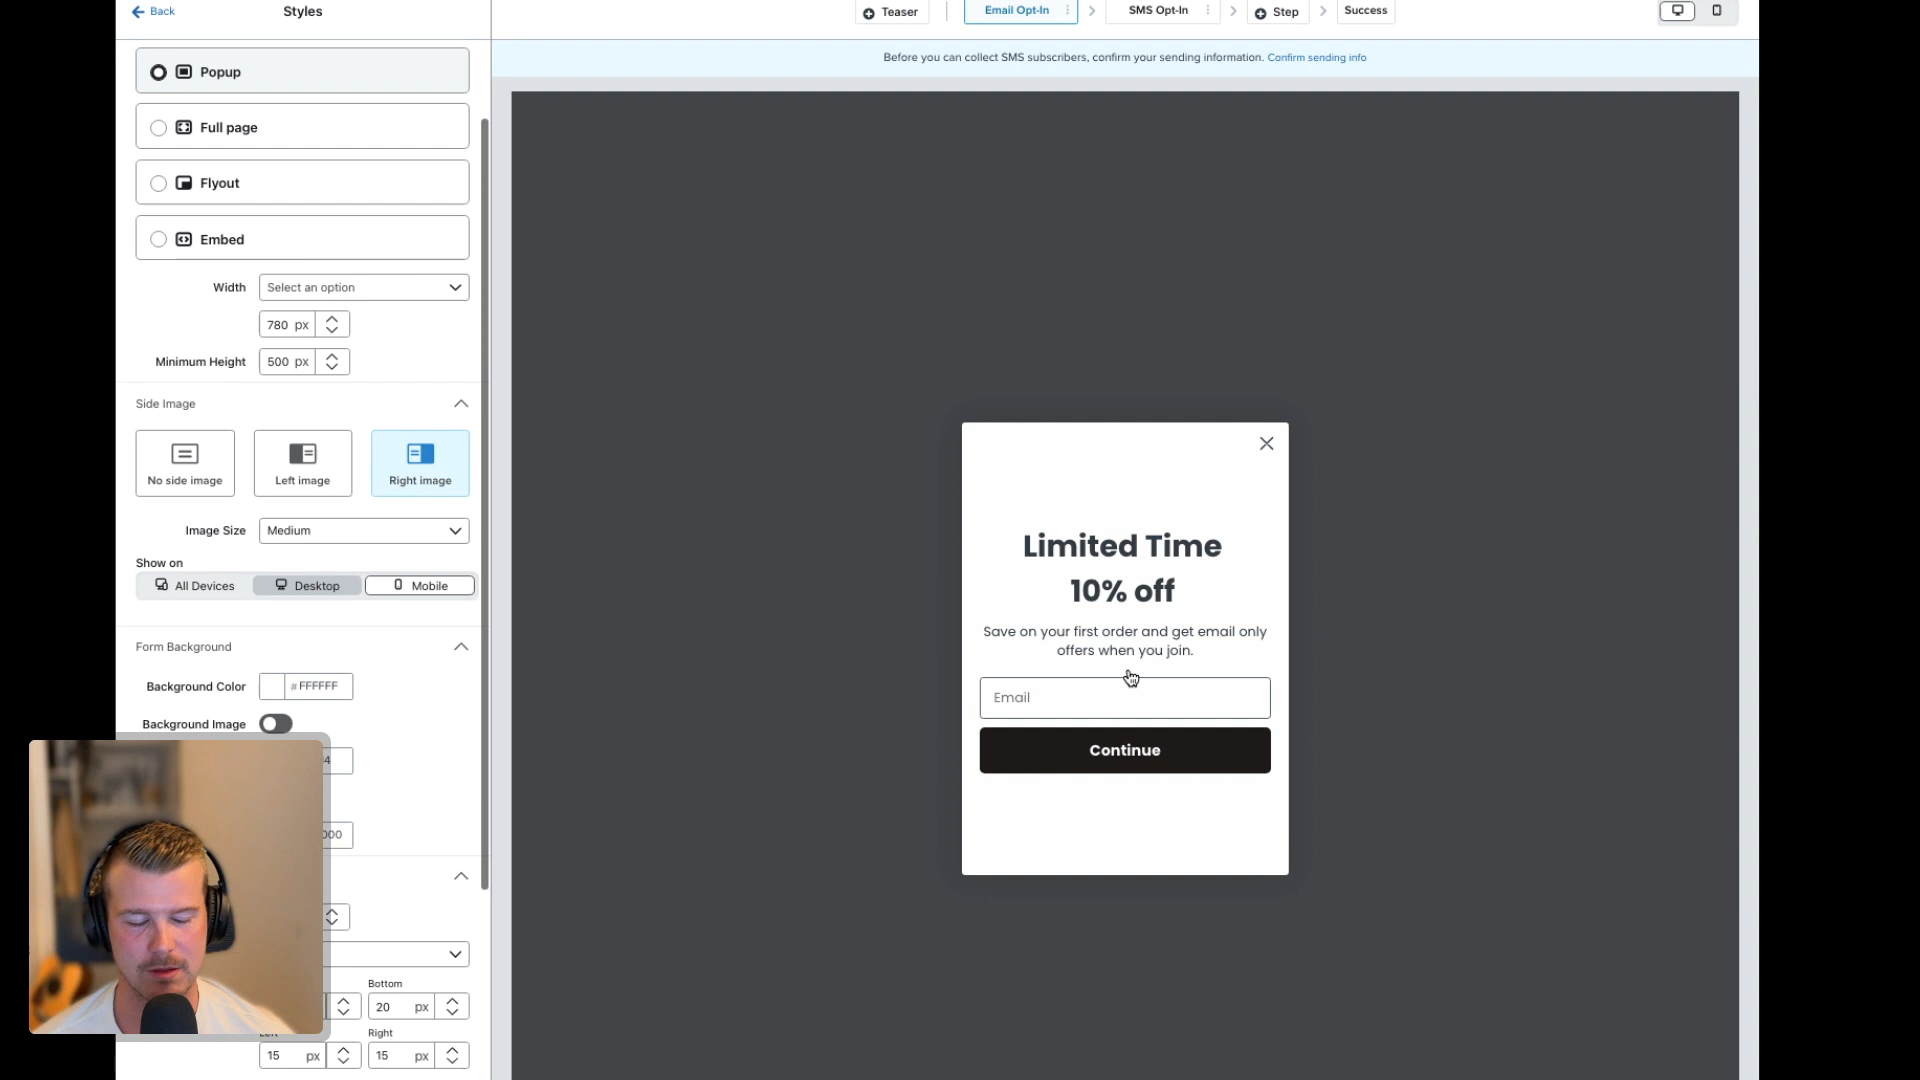 Back
Styles
Teaser
Email Opt-In
SMS Opt-In
Step
Success
Before you can collect SMS subscribers, confirm your sending information. Confirm sending info
Popup
Full page
Flyout
Embed
Width
Select an option
780 px
Minimum Height
500 px
Side Image
No side image
Left image
Right image
Image Size
Medium
Show on
All Devices
Desktop
Mobile
Form Background
Background Color
# FFFFFF
Background Image
Bottom
20 px
Right
15 px
15 px
Limited Time
10% off
Save on your first order and get email only
offers when you join.
Email
Continue